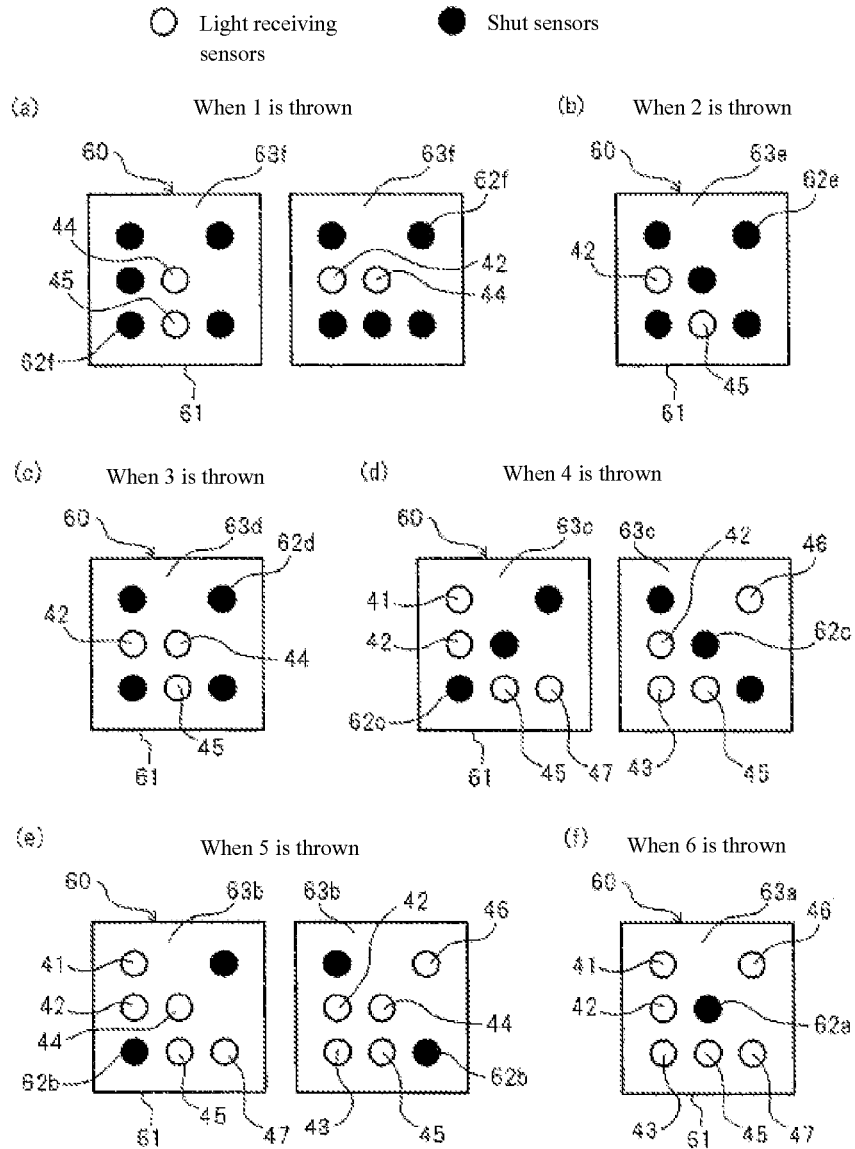 Light receiving
sensors
Shut sensors
(a)
When 1 is thrown
(b)
When 2 is thrown
60
63f
63f
62f
60
63e
62e
44
45
42
44
42
62f
61
61
45
(c)
When 3 is thrown
(d)
When 4 is thrown
60
63d
62d
60
63c
63c
42
46
42
44
41
42
62c
62c
61
45
61
45
47
43
45
(e)
When 5 is thrown
(f)
When 6 is thrown
60
63b
63b
42
46
60
63a
46
41
42
44
44
41
42
62a
62b
61
45
47
43
45
62b
43
61
45
47